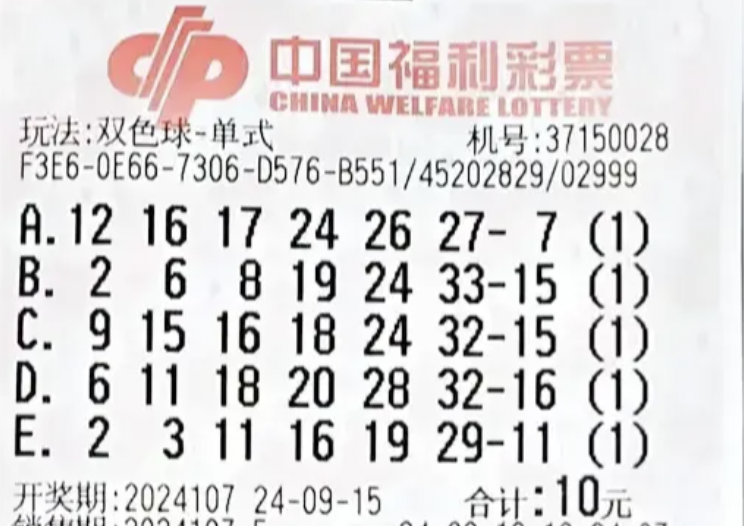 中国福利彩票
CHINA WELFARE LOTTERY
玩法:双色球-单式 机号:37150028
F3E6-0E66-7306-D576-B551/45202829/02999
A. 12 16 17 24 26 27- 7 (1)
B. 2 6 8 19 24 33-15 (1)
C. 9 15 16 18 24 32-15 (1)
D. 6 11 18 20 28 32-16 (1)
E. 2 3 11 16 19 29-11 (1)
开奖期:2024107 24-09-15 合计:10元